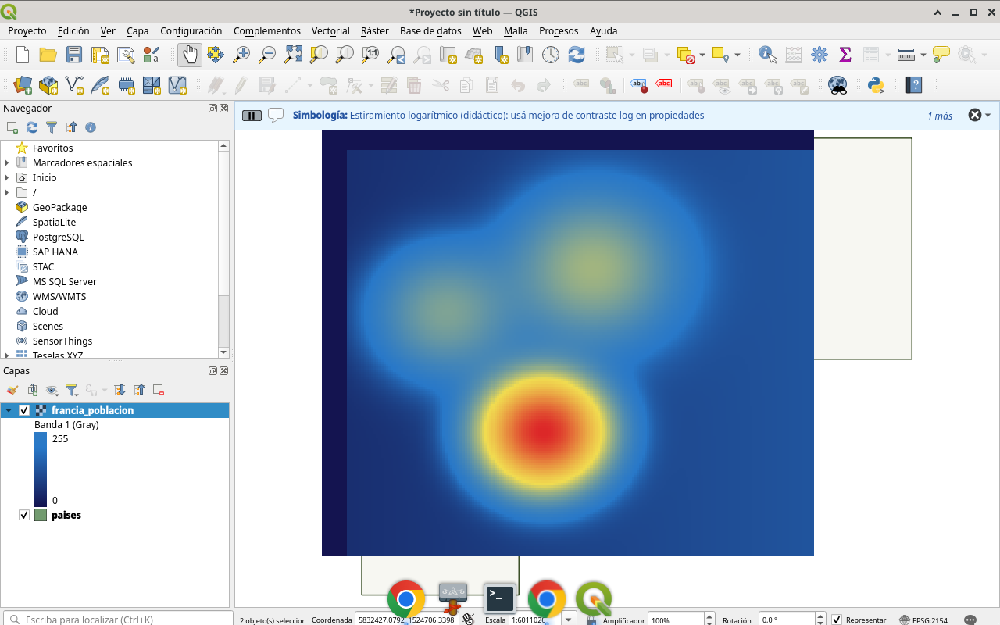 *Proyecto sin título — QGIS
Proyecto Edición Ver Capa Configuración Complementos Vectorial Ráster Base de datos Web Malla Procesos Ayuda
Navegador
Favoritos
Marcadores espaciales
Inicio
/
GeoPackage
SpatiaLite
PostgreSQL
SAP HANA
STAC
MS SQL Server
WMS/WMTS
Cloud
Scenes
SensorThings
Teselas XYZ
Capas
francia_poblacion
Banda 1 (Gray)
255
0
paises
Simbología: Estiramiento logarítmico (didáctico): usá mejora de contraste log en propiedades
1 más
Escriba para localizar (Ctrl+K)
2 objeto(s) seleccior
Coordenada 5832427,0792 1524706,3398
Escala 1:6011026
Amplificador 100%
Rotación 0,0 °
Representar
EPSG:2154